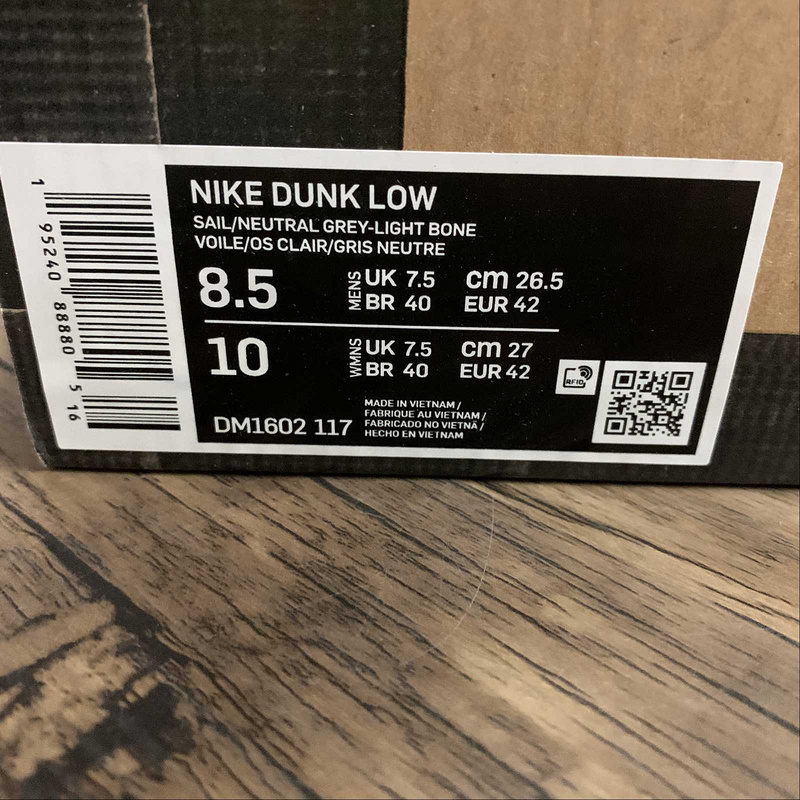 1 95240 88880 5 16
NIKE DUNK LOW
SAIL/NEUTRAL GREY-LIGHT BONE
VOILE/OS CLAIR/GRIS NEUTRE
8.5 MENS UK 7.5 cm 26.5
BR 40 EUR 42
10 WMNS UK 7.5 cm 27
BR 40 EUR 42
RFID
DM1602 117
MADE IN VIETNAM /
FABRIQUE AU VIETNAM /
FABRICADO NO VIETNÃ /
HECHO EN VIETNAM